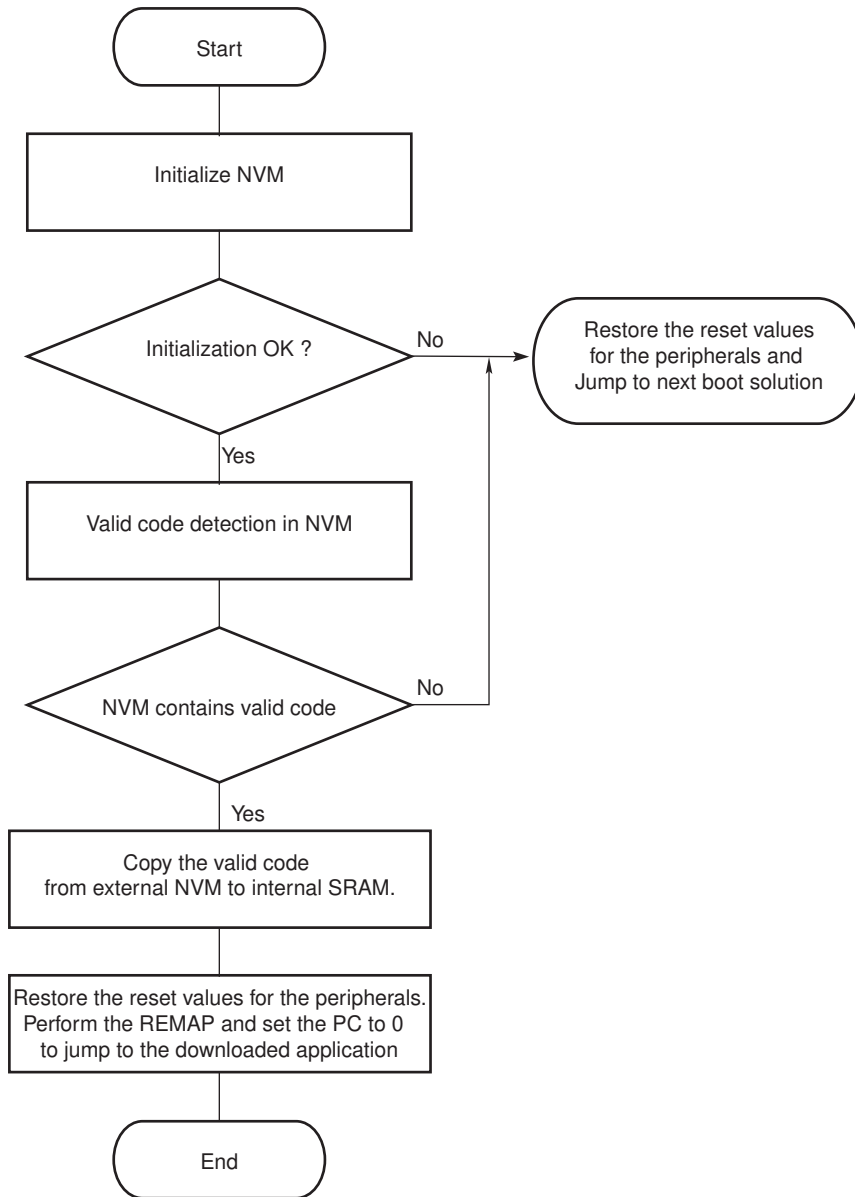 Start
Initialize NVM
Initialization OK ?
No
Restore the reset values
for the peripherals and
Jump to next boot solution
Yes
Valid code detection in NVM
No
NVM contains valid code
Yes
Copy the valid code
from external NVM to internal SRAM.
Restore the reset values for the peripherals.
Perform the REMAP and set the PC to 0
to jump to the downloaded application
End